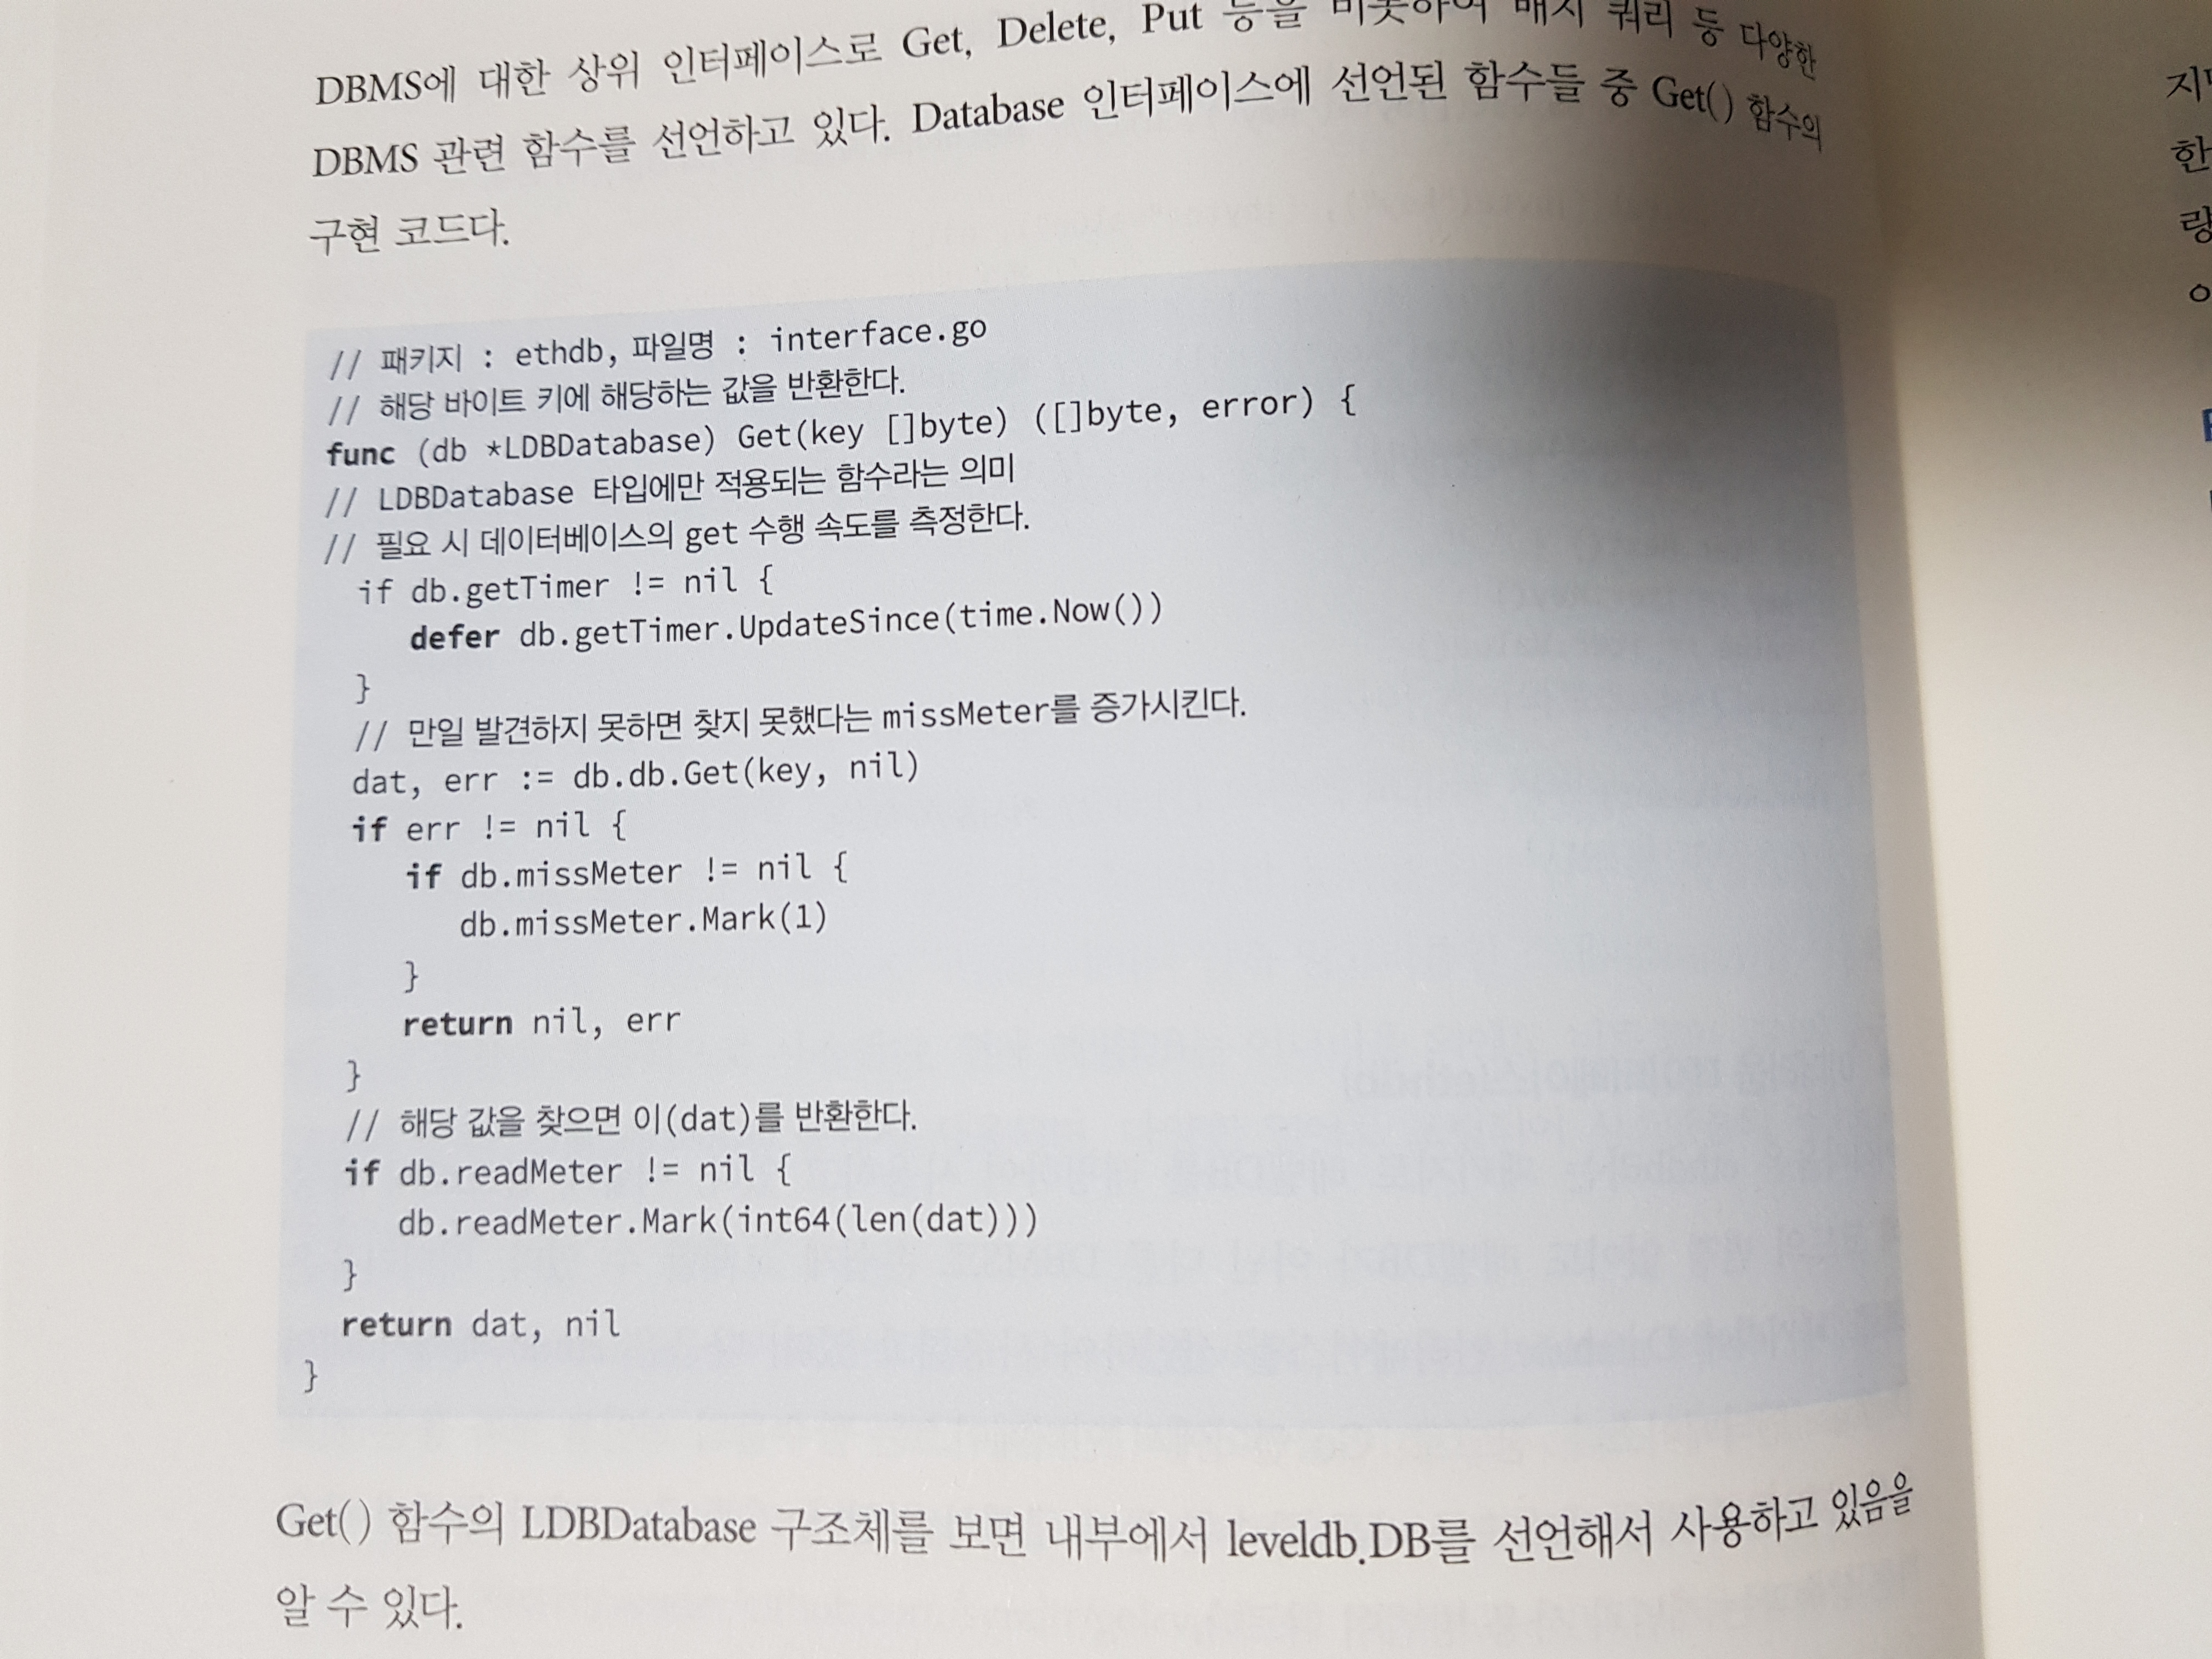 DBMS에 대한 상위 인터페이스로 Get, Delete, Put 등을 비롯하여 배치 쿼리 등 다양한
DBMS 관련 함수를 선언하고 있다. Database 인터페이스에 선언된 함수들 중 Get() 함수의
구현 코드다.
// 패키지 : ethdb, 파일명 : interface.go
// 해당 바이트 키에 해당하는 값을 반환한다.
func (db *LDBDatabase) Get(key []byte) ([]byte, error) {
// LDBDatabase 타입에만 적용되는 함수라는 의미
// 필요 시 데이터베이스의 get 수행 속도를 측정한다.
if db.getTimer != nil {
defer db.getTimer.UpdateSince(time.Now())
}
// 만일 발견하지 못하면 찾지 못했다는 missMeter를 증가시킨다.
dat, err := db.db.Get(key, nil)
if err != nil {
if db.missMeter != nil {
db.missMeter.Mark(1)
}
return nil, err
}
// 해당 값을 찾으면 이(dat)를 반환한다.
if db.readMeter != nil {
db.readMeter.Mark(int64(len(dat)))
}
return dat, nil
}
Get() 함수의 LDBDatabase 구조체를 보면 내부에서 leveldb.DB를 선언해서 사용하고 있음을
알 수 있다.